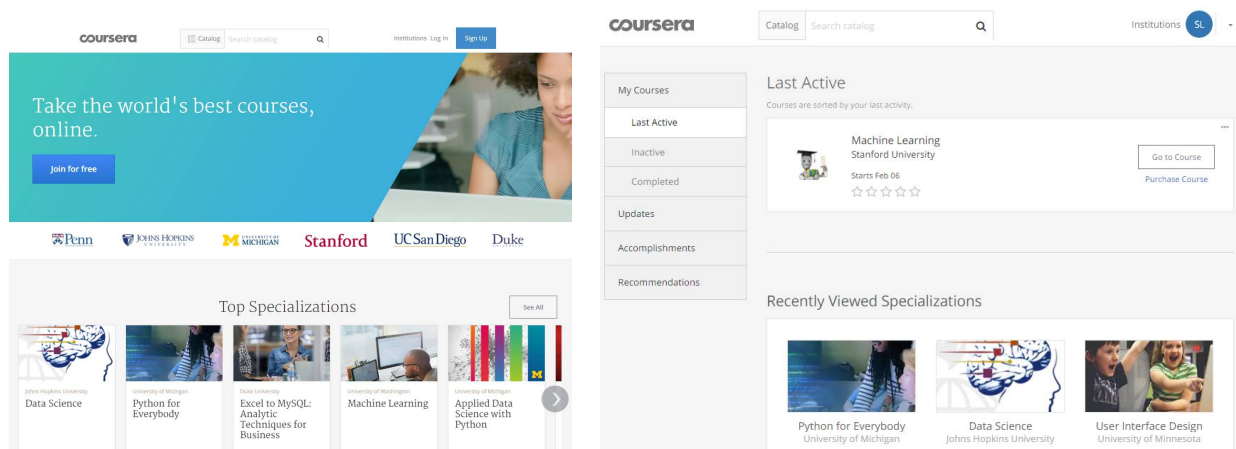 coursera
Catalog
Search catalog
Institutions Log In
Sign Up
Take the world's best courses,
online.
Join for free
Penn
JOHNS HOPKINS
UNIVERSITY
UNIVERSITY OF
MICHIGAN
Stanford
UC San Diego
Duke
Top Specializations
See All
Johns Hopkins University
Data Science
University of Michigan
Python for
Everybody
Duke University
Excel to MySQL:
Analytic
Techniques for
Business
University of Washington
Machine Learning
M
University of Michigan
Applied Data
Science with
Python
coursera
Catalog
Search catalog
Institutions
SL
My Courses
Last Active
Inactive
Completed
Updates
Accomplishments
Recommendations
Last Active
Courses are sorted by your last activity.
Machine Learning
Stanford University
Starts Feb 06
Go to Course
Purchase Course
Recently Viewed Specializations
Python for Everybody
University of Michigan
Data Science
Johns Hopkins University
User Interface Design
University of Minnesota